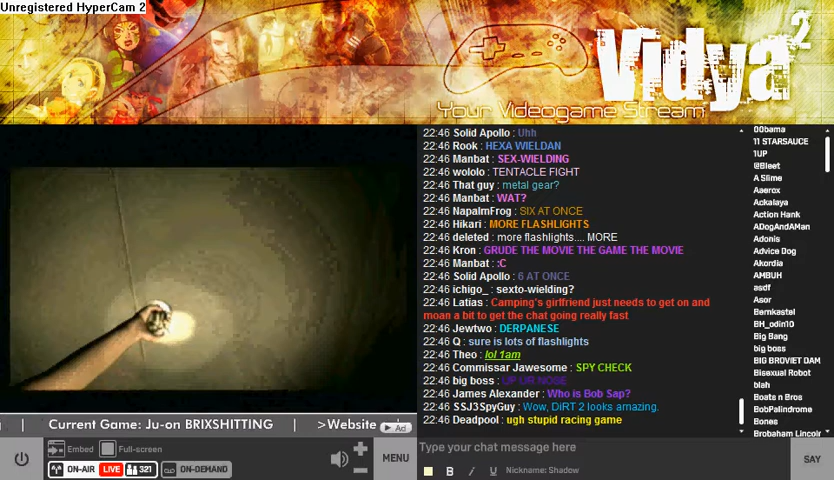 Unregistered HyperCam 2
Vidya²
Your Videogame Stream
22:46 Solid Apollo : Uhh
22:46 Rook : HEXA WIELDAN
22:46 Manbat : SEX-WIELDING
22:46 wololo : TENTACLE FIGHT
22:46 That guy : metal gear?
22:46 Manbat : WAT?
22:46 NapalmFrog : SIX AT ONCE
22:46 Hikari : MORE FLASHLIGHTS
22:46 deleted : more flashlights.... MORE
22:46 Kron : GRUDE THE MOVIE THE GAME THE MOVIE
22:46 Manbat : :C
22:46 Solid Apollo : 6 AT ONCE
22:46 ichigo_ : sexto-wielding?
22:46 Latias : Camping's girlfriend just needs to get on and
moan a bit to get the chat going really fast
22:46 Jewtwo : DERPANESE
22:46 Q : sure is lots of flashlights
22:46 Theo : lol 1am
22:46 Commissar Jawesome : SPY CHECK
22:46 big boss : UP UR NOSE
22:46 James Alexander : Who is Bob Sap?
22:46 SSJ3SpyGuy : Wow, DiRT 2 looks amazing.
22:46 Deadpool : ugh stupid racing game
00bama
11 STARSAUCE
1UP
@Bleet
A Slime
Aaerox
Ackalaya
Action Hank
ADogAndAMan
Adonis
Advice Dog
Akordia
AMBUH
asdf
Asor
Bernkastel
BH_odin10
Big Bang
big boss
BIG BROVIET DAM
Bisexual Robot
blah
Boats n Bros
BobPalindrome
Bones
Brobaham Lincoln
| Current Game: Ju-on BRIXSHITTING | >Website
Ad
Embed
Full-screen
ON-AIR LIVE 321 ON-DEMAND
MENU
Type your chat message here
B I U Nickname: Shadow
SAY